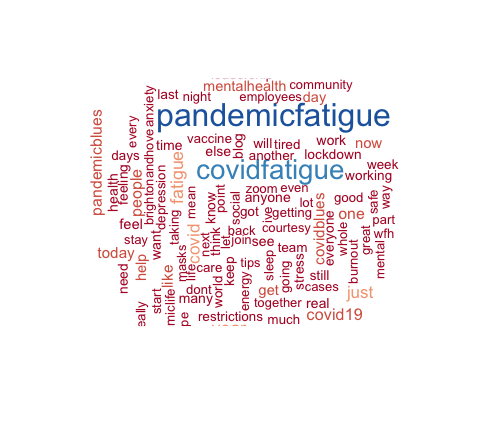 mentalhealth community
last night employees day
pandemicfatigue
pandemicblues
every
anxiety
brightonandhove
time
vaccine
else
blog
will tired
work now
another
lockdown
week
days
feeling
health
people
depression
fatigue
covidfatigue
working
mean
point
know
social
zoom even
anyone
lot good
safe
way
got
live
getting
covidblues
one
part
feel
stay
want
taking
think
next
let
back
courtesy
everyone
whole
great
wfh
covid
join see
team
burnout
mental
today
need
help
like
masks
life
care
keep
tips
sleep
going
stress
still
cases
dont
world
energy
get
just
start
many
together real
restrictions much covid19